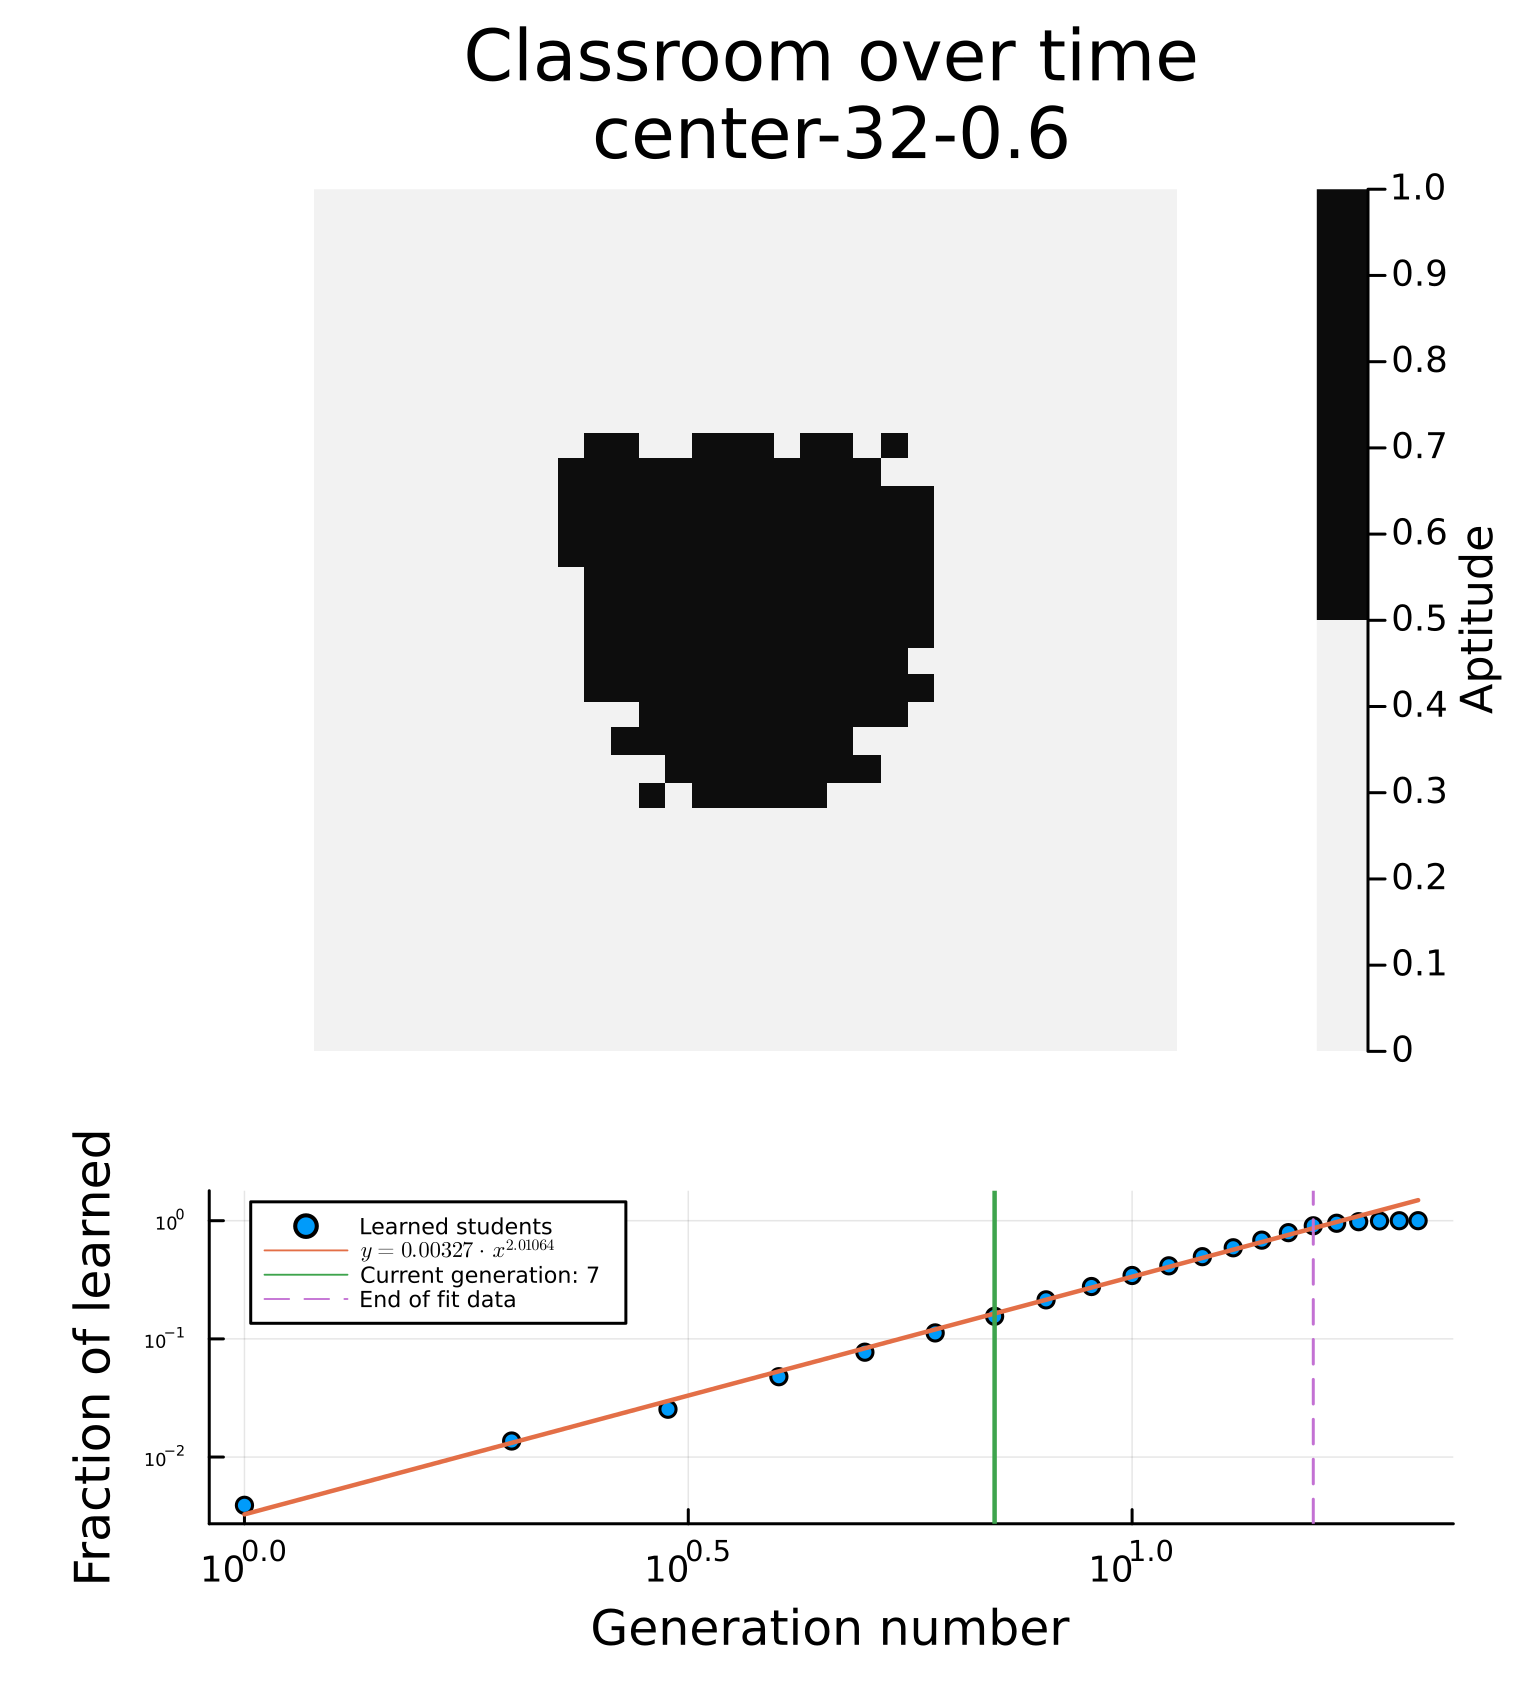 Classroom over time
center-32-0.6
1.0
0.9
0.8
0.7
0.6
0.5
0.4
0.3
0.2
0.1
0
Aptitude
Fraction of learned
10⁰
10⁻¹
10⁻²
Learned students
y = 0.00327 · x^2.01064
Current generation: 7
End of fit data
10^0.0
10^0.5
10^1.0
Generation number